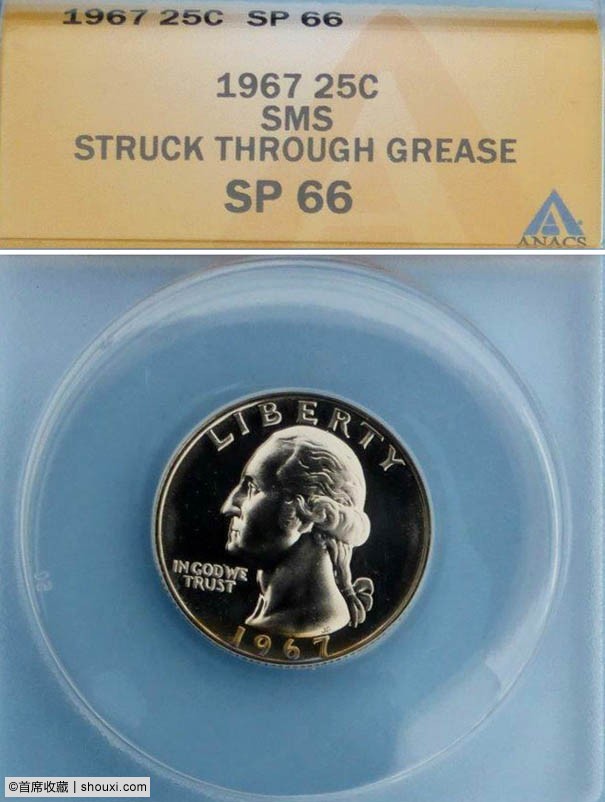 1967 25C SP 66
1967 25C
SMS
STRUCK THROUGH GREASE
SP 66
ANACS
LIBERTY
IN GOD WE
TRUST
1967
©首席收藏 | shouxi.com